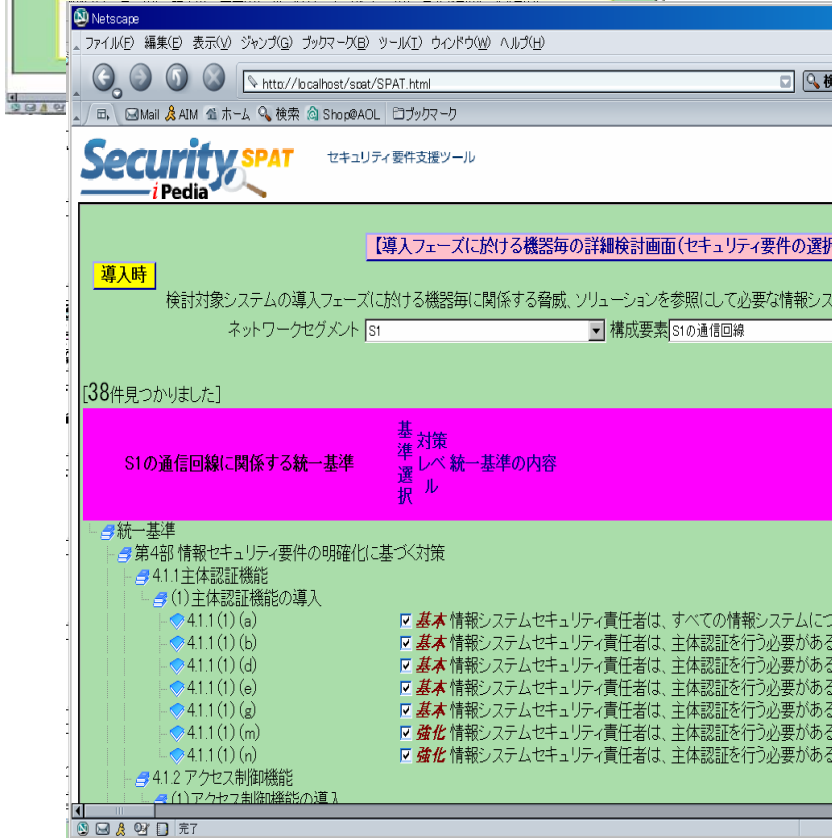 Netscape
ファイル(F) 編集(E) 表示(V) ジャンプ(G) ブックマーク(B) ツール(T) ウィンドウ(W) ヘルプ(H)
http://localhost/spat/SPAT.html
Mail AIM ホーム 検索 Shop@AOL ブックマーク
Security SPAT
iPedia
セキュリティ要件支援ツール
【導入フェーズに於ける機器毎の詳細検討画面(セキュリティ要件の選択
導入時
検討対象システムの導入フェーズに於ける機器毎に関係する脅威、ソリューションを参照にして必要な情報シス
ネットワークセグメント S1 構成要素 S1の通信回線
[38件見つかりました]
S1の通信回線に関係する統一基準 基準選択 対策レベル 統一基準の内容
統一基準
第4部 情報セキュリティ要件の明確化に基づく対策
4.1.1主体認証機能
(1)主体認証機能の導入
4.1.1(1)(a) 基本 情報システムセキュリティ責任者は、すべての情報システムにつ
4.1.1(1)(b) 基本 情報システムセキュリティ責任者は、主体認証を行う必要がある
4.1.1(1)(d) 基本 情報システムセキュリティ責任者は、主体認証を行う必要がある
4.1.1(1)(e) 基本 情報システムセキュリティ責任者は、主体認証を行う必要がある
4.1.1(1)(g) 基本 情報システムセキュリティ責任者は、主体認証を行う必要がある
4.1.1(1)(m) 強化 情報システムセキュリティ責任者は、主体認証を行う必要がある
4.1.1(1)(n) 強化 情報システムセキュリティ責任者は、主体認証を行う必要がある
4.1.2 アクセス制御機能
(1)アクセス制御機能の導入
完了